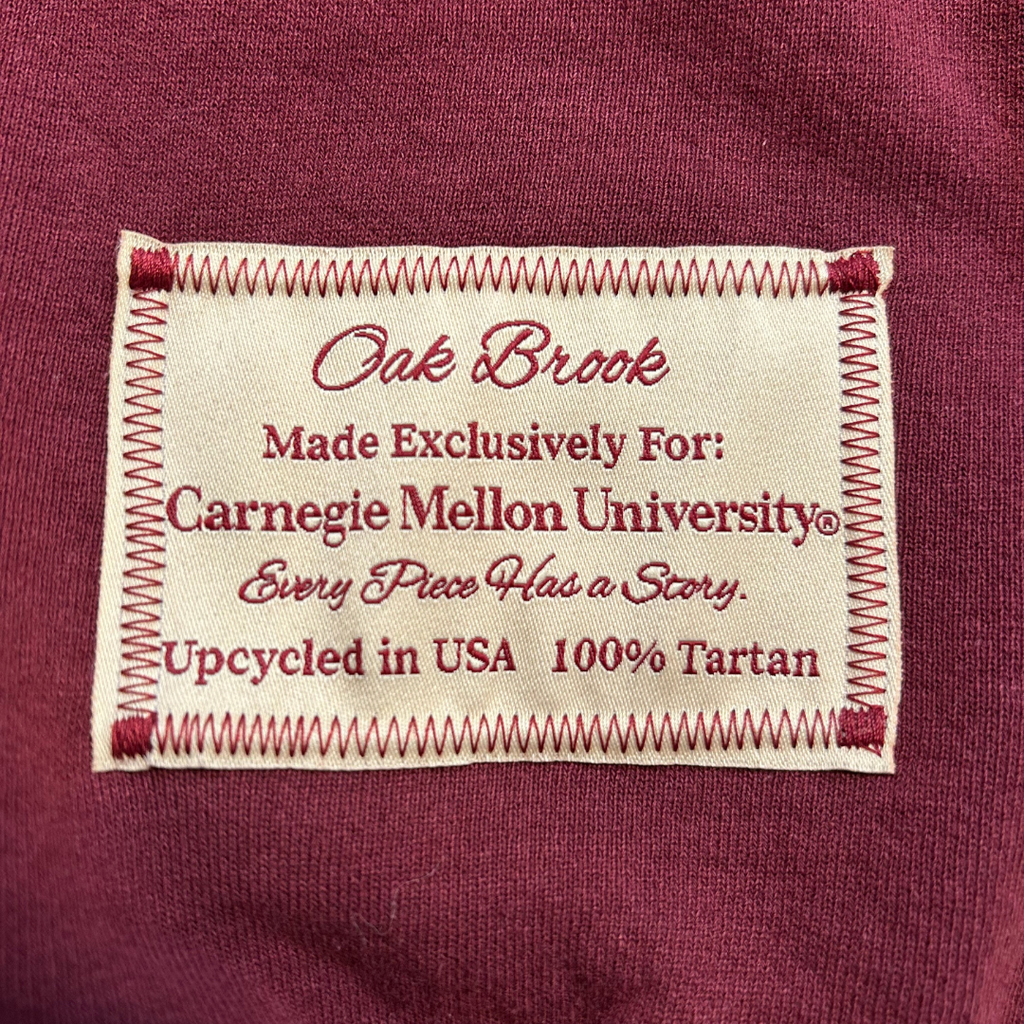 Oak Brook
Made Exclusively For:
Carnegie Mellon University®
Every Piece Has a Story.
Upcycled in USA 100% Tartan